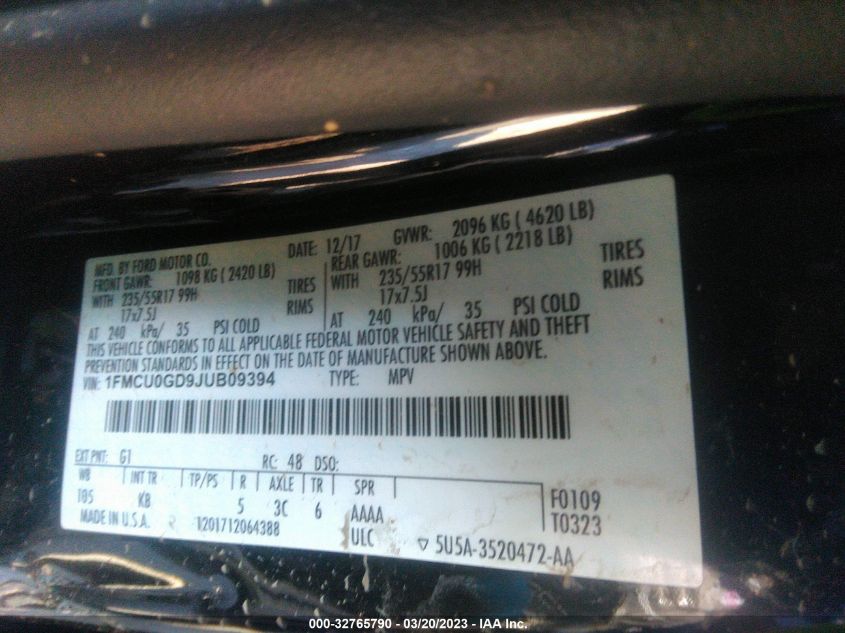 MFD. BY FORD MOTOR CO.
DATE: 12/17
GVWR: 2096 KG ( 4620 LB)
FRONT GAWR: 1098 KG ( 2420 LB)
REAR GAWR: 1006 KG ( 2218 LB)
WITH 235/55R17 99H TIRES
WITH 235/55R17 99H TIRES
17x7.5J RIMS
17x7.5J RIMS
AT 240 kPa/ 35 PSI COLD
AT 240 kPa/ 35 PSI COLD
THIS VEHICLE CONFORMS TO ALL APPLICABLE FEDERAL MOTOR VEHICLE SAFETY AND THEFT
PREVENTION STANDARDS IN EFFECT ON THE DATE OF MANUFACTURE SHOWN ABOVE.
VIN: 1FMCU0GD9JUB09394 TYPE: MPV
EXT PNT: G1 RC: 48 DSO:
WB INT TR TP/PS R AXLE TR SPR
105 KB 5 3C 6 AAAA
F0109
T0323
MADE IN U.S.A. 1201712064388 ULC
5U5A-3520472-AA
000-32765790 - 03/20/2023 - IAA Inc.